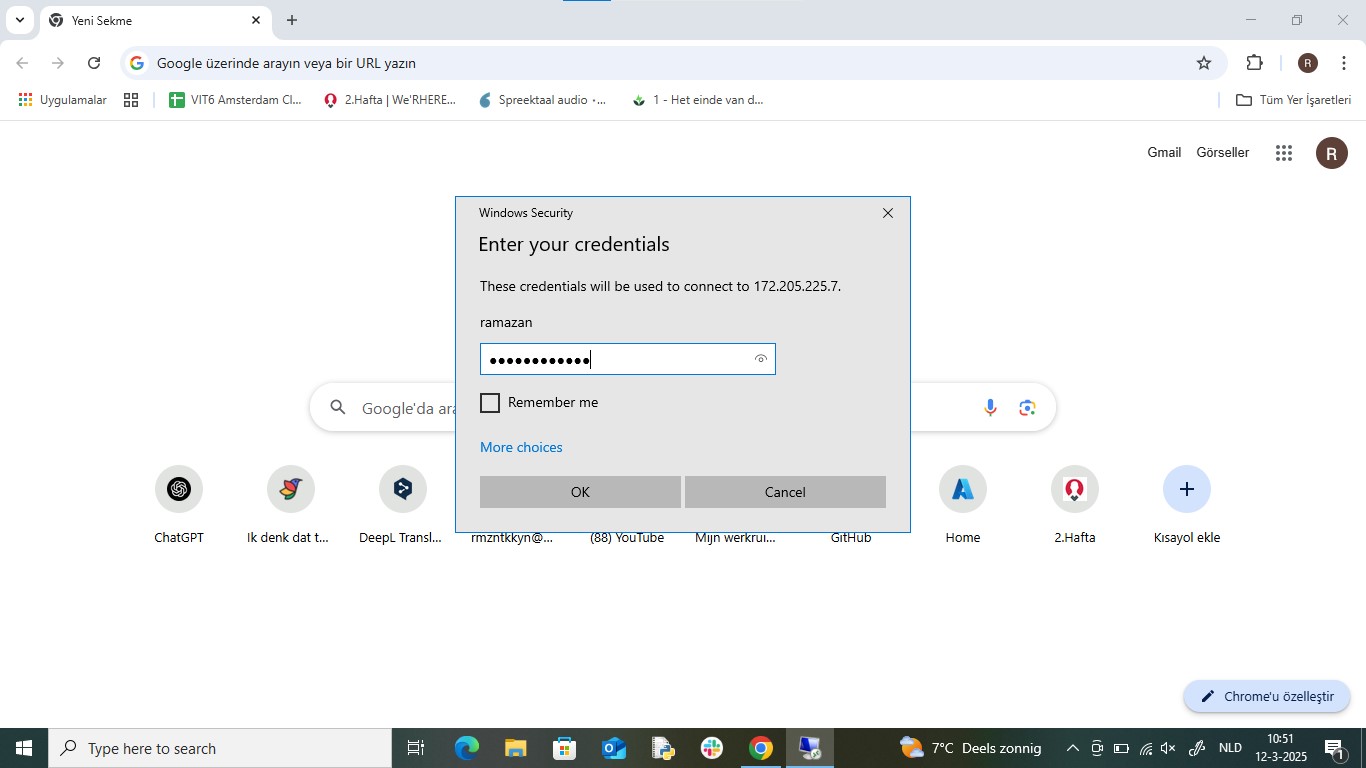 Yeni Sekme
Google üzerinde arayın veya bir URL yazın
R
Uygulamalar
VIT6 Amsterdam Cl...
2.Hafta | We'RHERE...
Spreektaal audio •...
1 - Het einde van d...
Tüm Yer İşaretleri
Gmail
Görseller
R
Windows Security
Enter your credentials
These credentials will be used to connect to 172.205.225.7.
ramazan
••••••••••••
Remember me
More choices
OK
Cancel
Google'da ara
ChatGPT
Ik denk dat t...
DeepL Transl...
rmzntkkyn@...
(88) YouTube
Mijn werkrui...
GitHub
Home
2.Hafta
Kısayol ekle
Chrome'u özelleştir
Type here to search
7°C Deels zonnig
NLD
10:51
12-3-2025
1